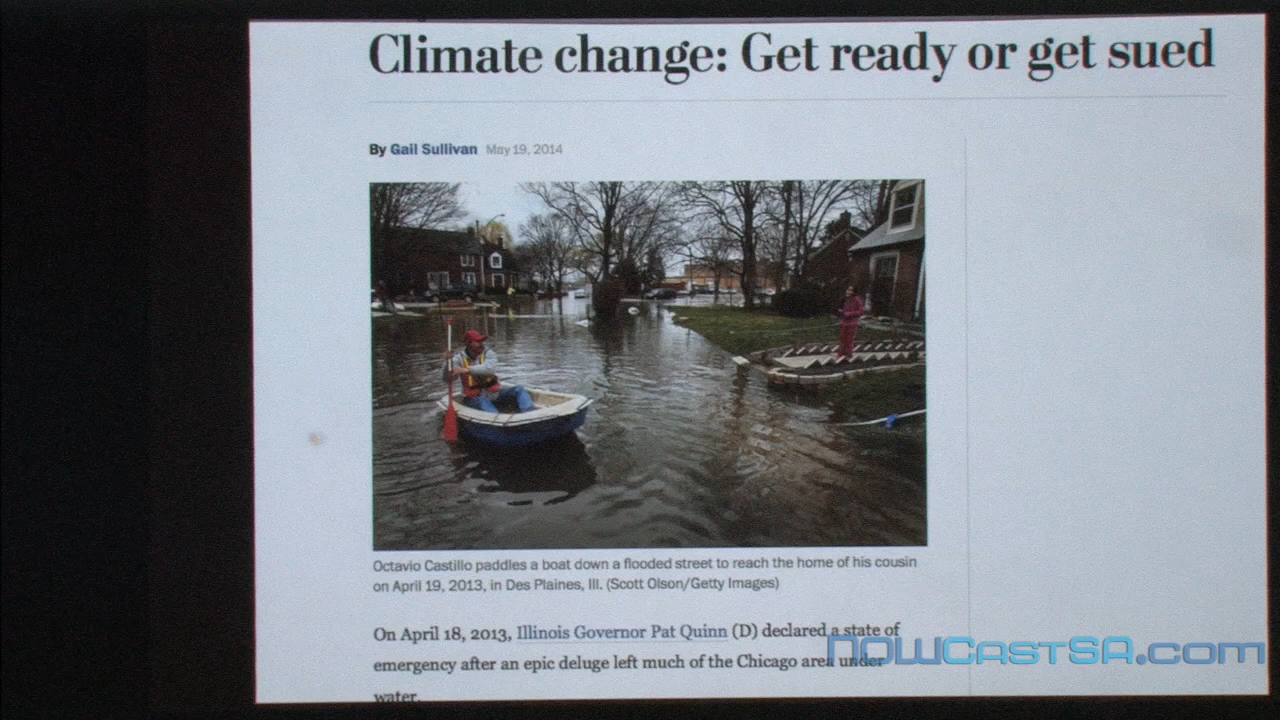 Climate change: Get ready or get sued
By Gail Sullivan May 19, 2014
Octavio Castillo paddles a boat down a flooded street to reach the home of his cousin
on April 19, 2013, in Des Plaines, Ill. (Scott Olson/Getty Images)
On April 18, 2013, Illinois Governor Pat Quinn (D) declared a state of
emergency after an epic deluge left much of the Chicago area under
water.
NOWCastSA.com